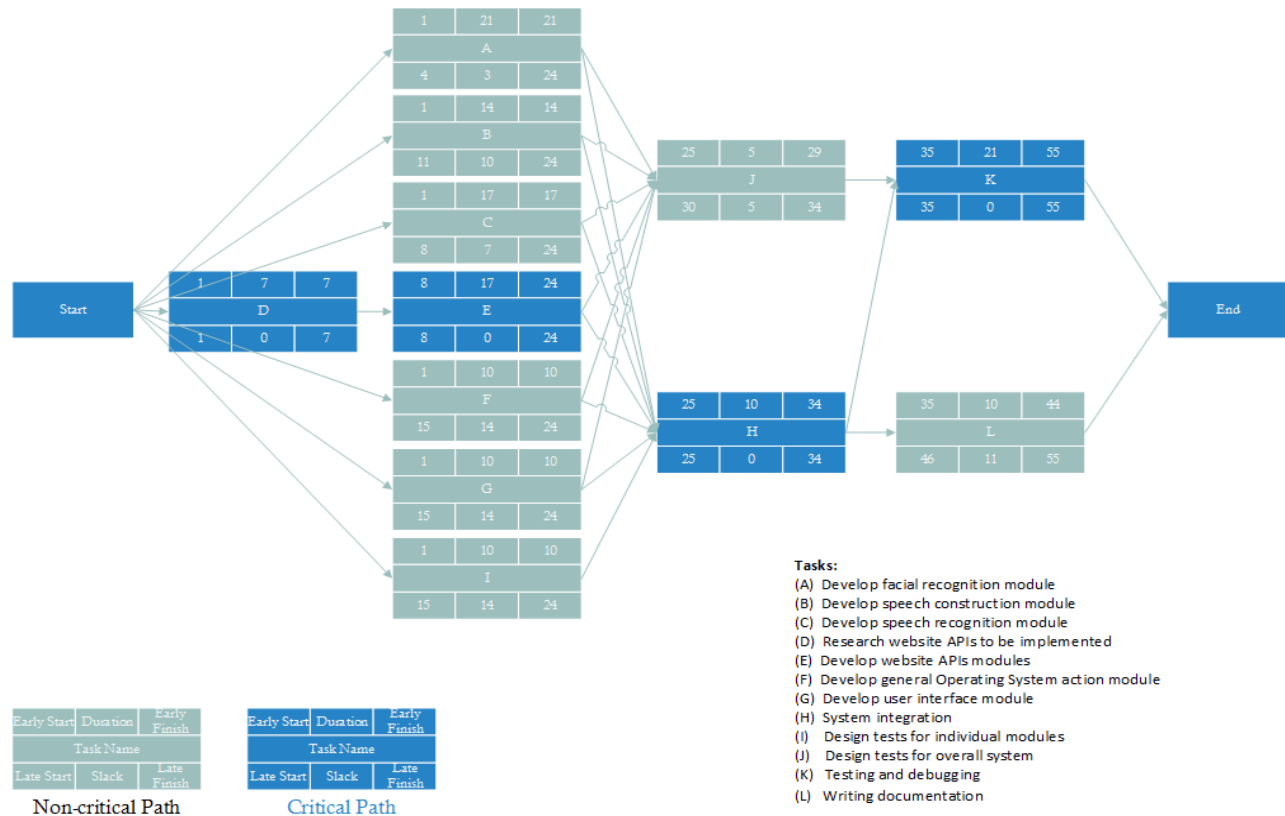 1 21 21
A
4 3 24
1 14 14
B
11 10 24
1 17 17
C
8 7 24
Start
1 7 7
D
1 0 7
8 17 24
E
8 0 24
1 10 10
F
15 14 24
1 10 10
G
15 14 24
1 10 10
I
15 14 24
25 5 29
J
30 5 34
25 10 34
H
25 0 34
35 21 55
K
35 0 55
35 10 44
L
46 11 55
End
Tasks:
(A) Develop facial recognition module
(B) Develop speech construction module
(C) Develop speech recognition module
(D) Research website APIs to be implemented
(E) Develop website APIs modules
(F) Develop general Operating System action module
(G) Develop user interface module
(H) System integration
(I) Design tests for individual modules
(J) Design tests for overall system
(K) Testing and debugging
(L) Writing documentation
Early Start Duration Early
Finish
Task Name
Late Start Slack Late
Finish
Non-critical Path
Early Start Duration Early
Finish
Task Name
Late Start Slack Late
Finish
Critical Path